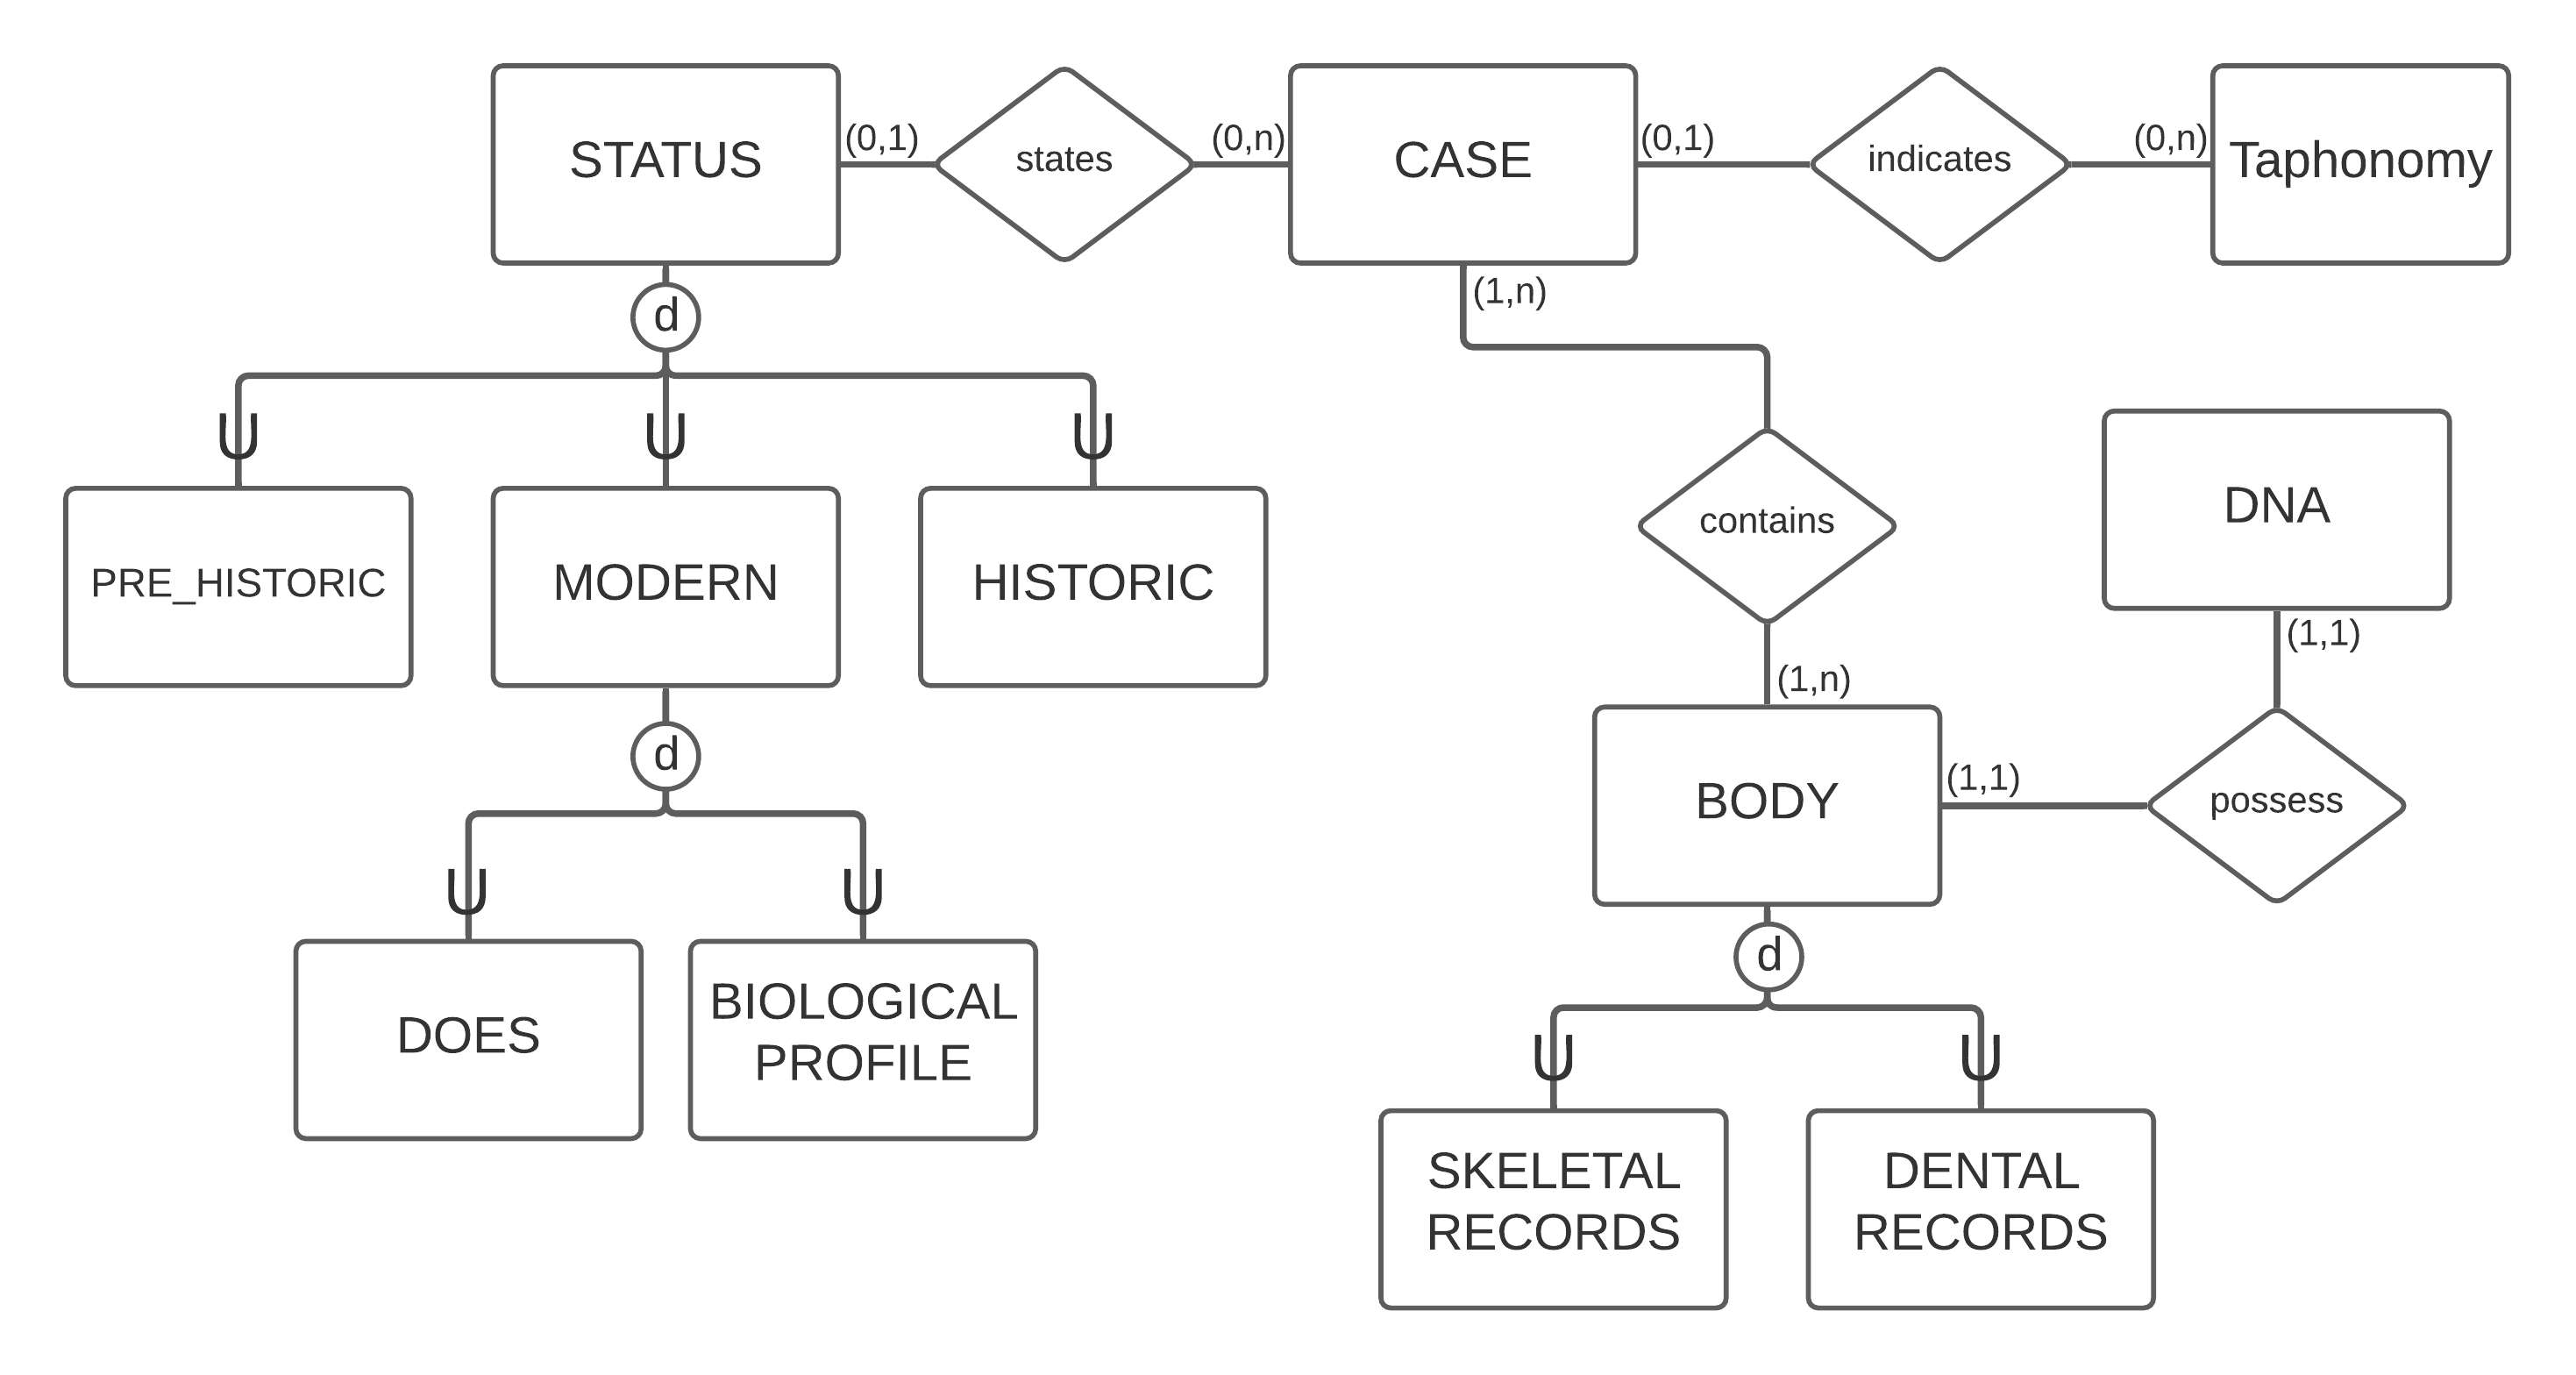 STATUS
(0,1)
states
(0,n)
CASE
(0,1)
indicates
(0,n)
Taphonomy
(1,n)
d
U
U
U
PRE_HISTORIC
MODERN
HISTORIC
contains
DNA
(1,1)
(1,n)
d
BODY
(1,1)
possess
U
U
DOES
BIOLOGICAL
PROFILE
d
U
U
SKELETAL
RECORDS
DENTAL
RECORDS